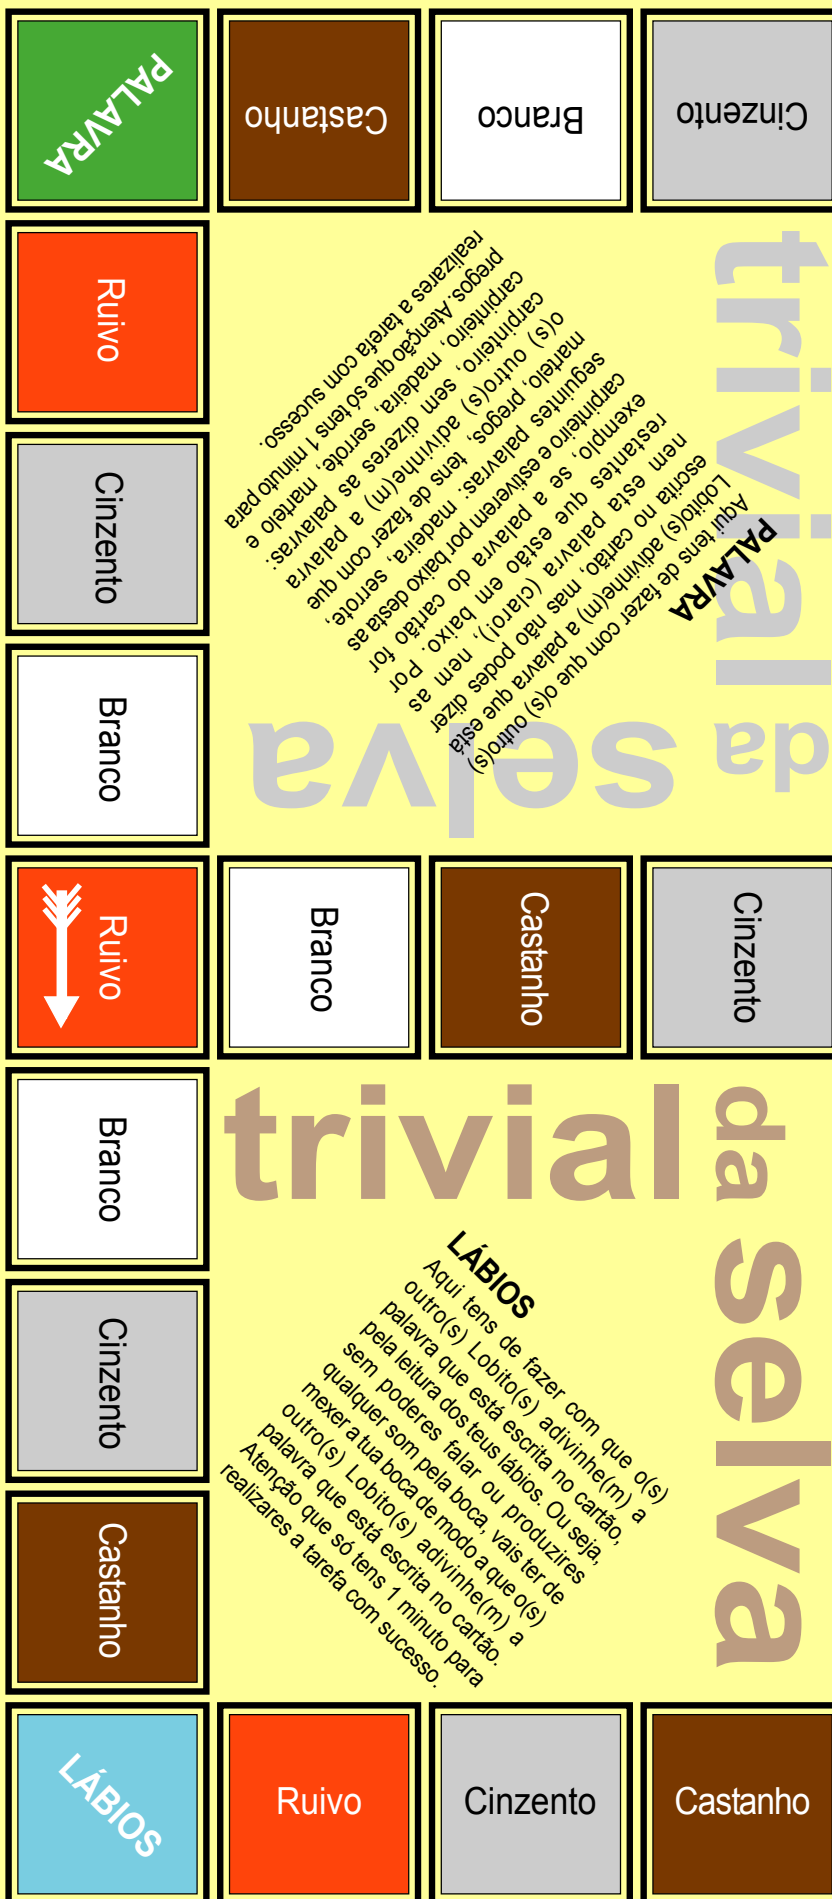 PALAVRA
Castanho
Branco
Cinzento
Ruivo
Cinzento
Branco
Ruivo
Branco
Cinzento
Castanho
LÁBIOS
Ruivo
Cinzento
Castanho
Branco
Castanho
Cinzento
trivial
da
selva
PALAVRA
Aqui tens de fazer com que o(s) outro(s)
Lobito(s) adivinhe(m) a palavra que está
escrita no cartão, mas não podes dizer
nem esta palavra (claro!), nem as
restantes que estão em baixo. Por
exemplo, se a palavra do cartão for
carpinteiro e estiverem por baixo desta as
seguintes palavras: madeira, serrote,
martelo, pregos, tens de fazer com que
o(s) outro(s) adivinhe(m) a palavra
carpinteiro, sem dizeres as palavras:
carpinteiro, madeira, serrote, martelo e
pregos. Atenção que só tens 1 minuto para
realizares a tarefa com sucesso.
trivial
da
selva
LÁBIOS
Aqui tens de fazer com que o(s)
outro(s) Lobito(s) adivinhe(m) a
palavra que está escrita no cartão,
pela leitura dos teus lábios. Ou seja,
sem poderes falar ou produzires
qualquer som pela boca, vais ter de
mexer a tua boca de modo a que o(s)
outro(s) Lobito(s) adivinhe(m) a
palavra que está escrita no cartão.
Atenção que só tens 1 minuto para
realizares a tarefa com sucesso.